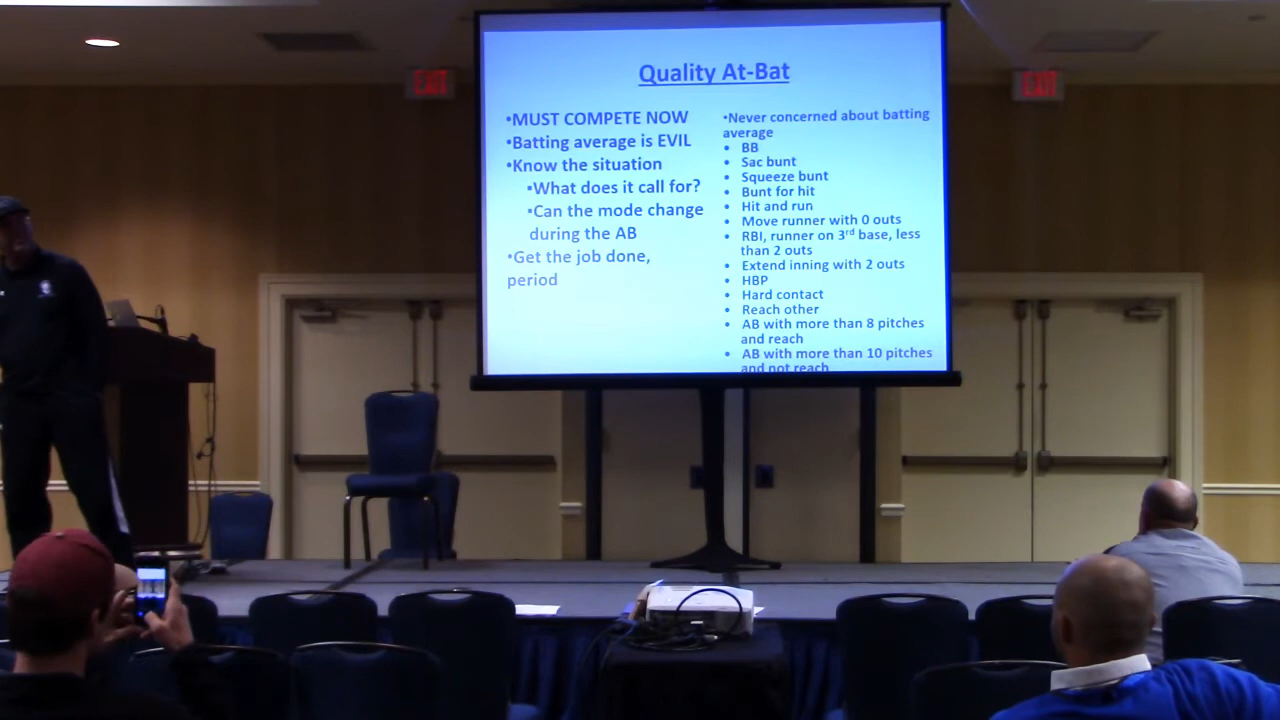 EXIT
EXIT
Quality At-Bat
•MUST COMPETE NOW
•Batting average is EVIL
•Know the situation
•What does it call for?
•Can the mode change
during the AB
•Get the job done,
period
•Never concerned about batting
average
• BB
• Sac bunt
• Squeeze bunt
• Bunt for hit
• Hit and run
• Move runner with 0 outs
• RBI, runner on 3rd base, less
than 2 outs
• Extend inning with 2 outs
• HBP
• Hard contact
• Reach other
• AB with more than 8 pitches
and reach
• AB with more than 10 pitches
and not reach